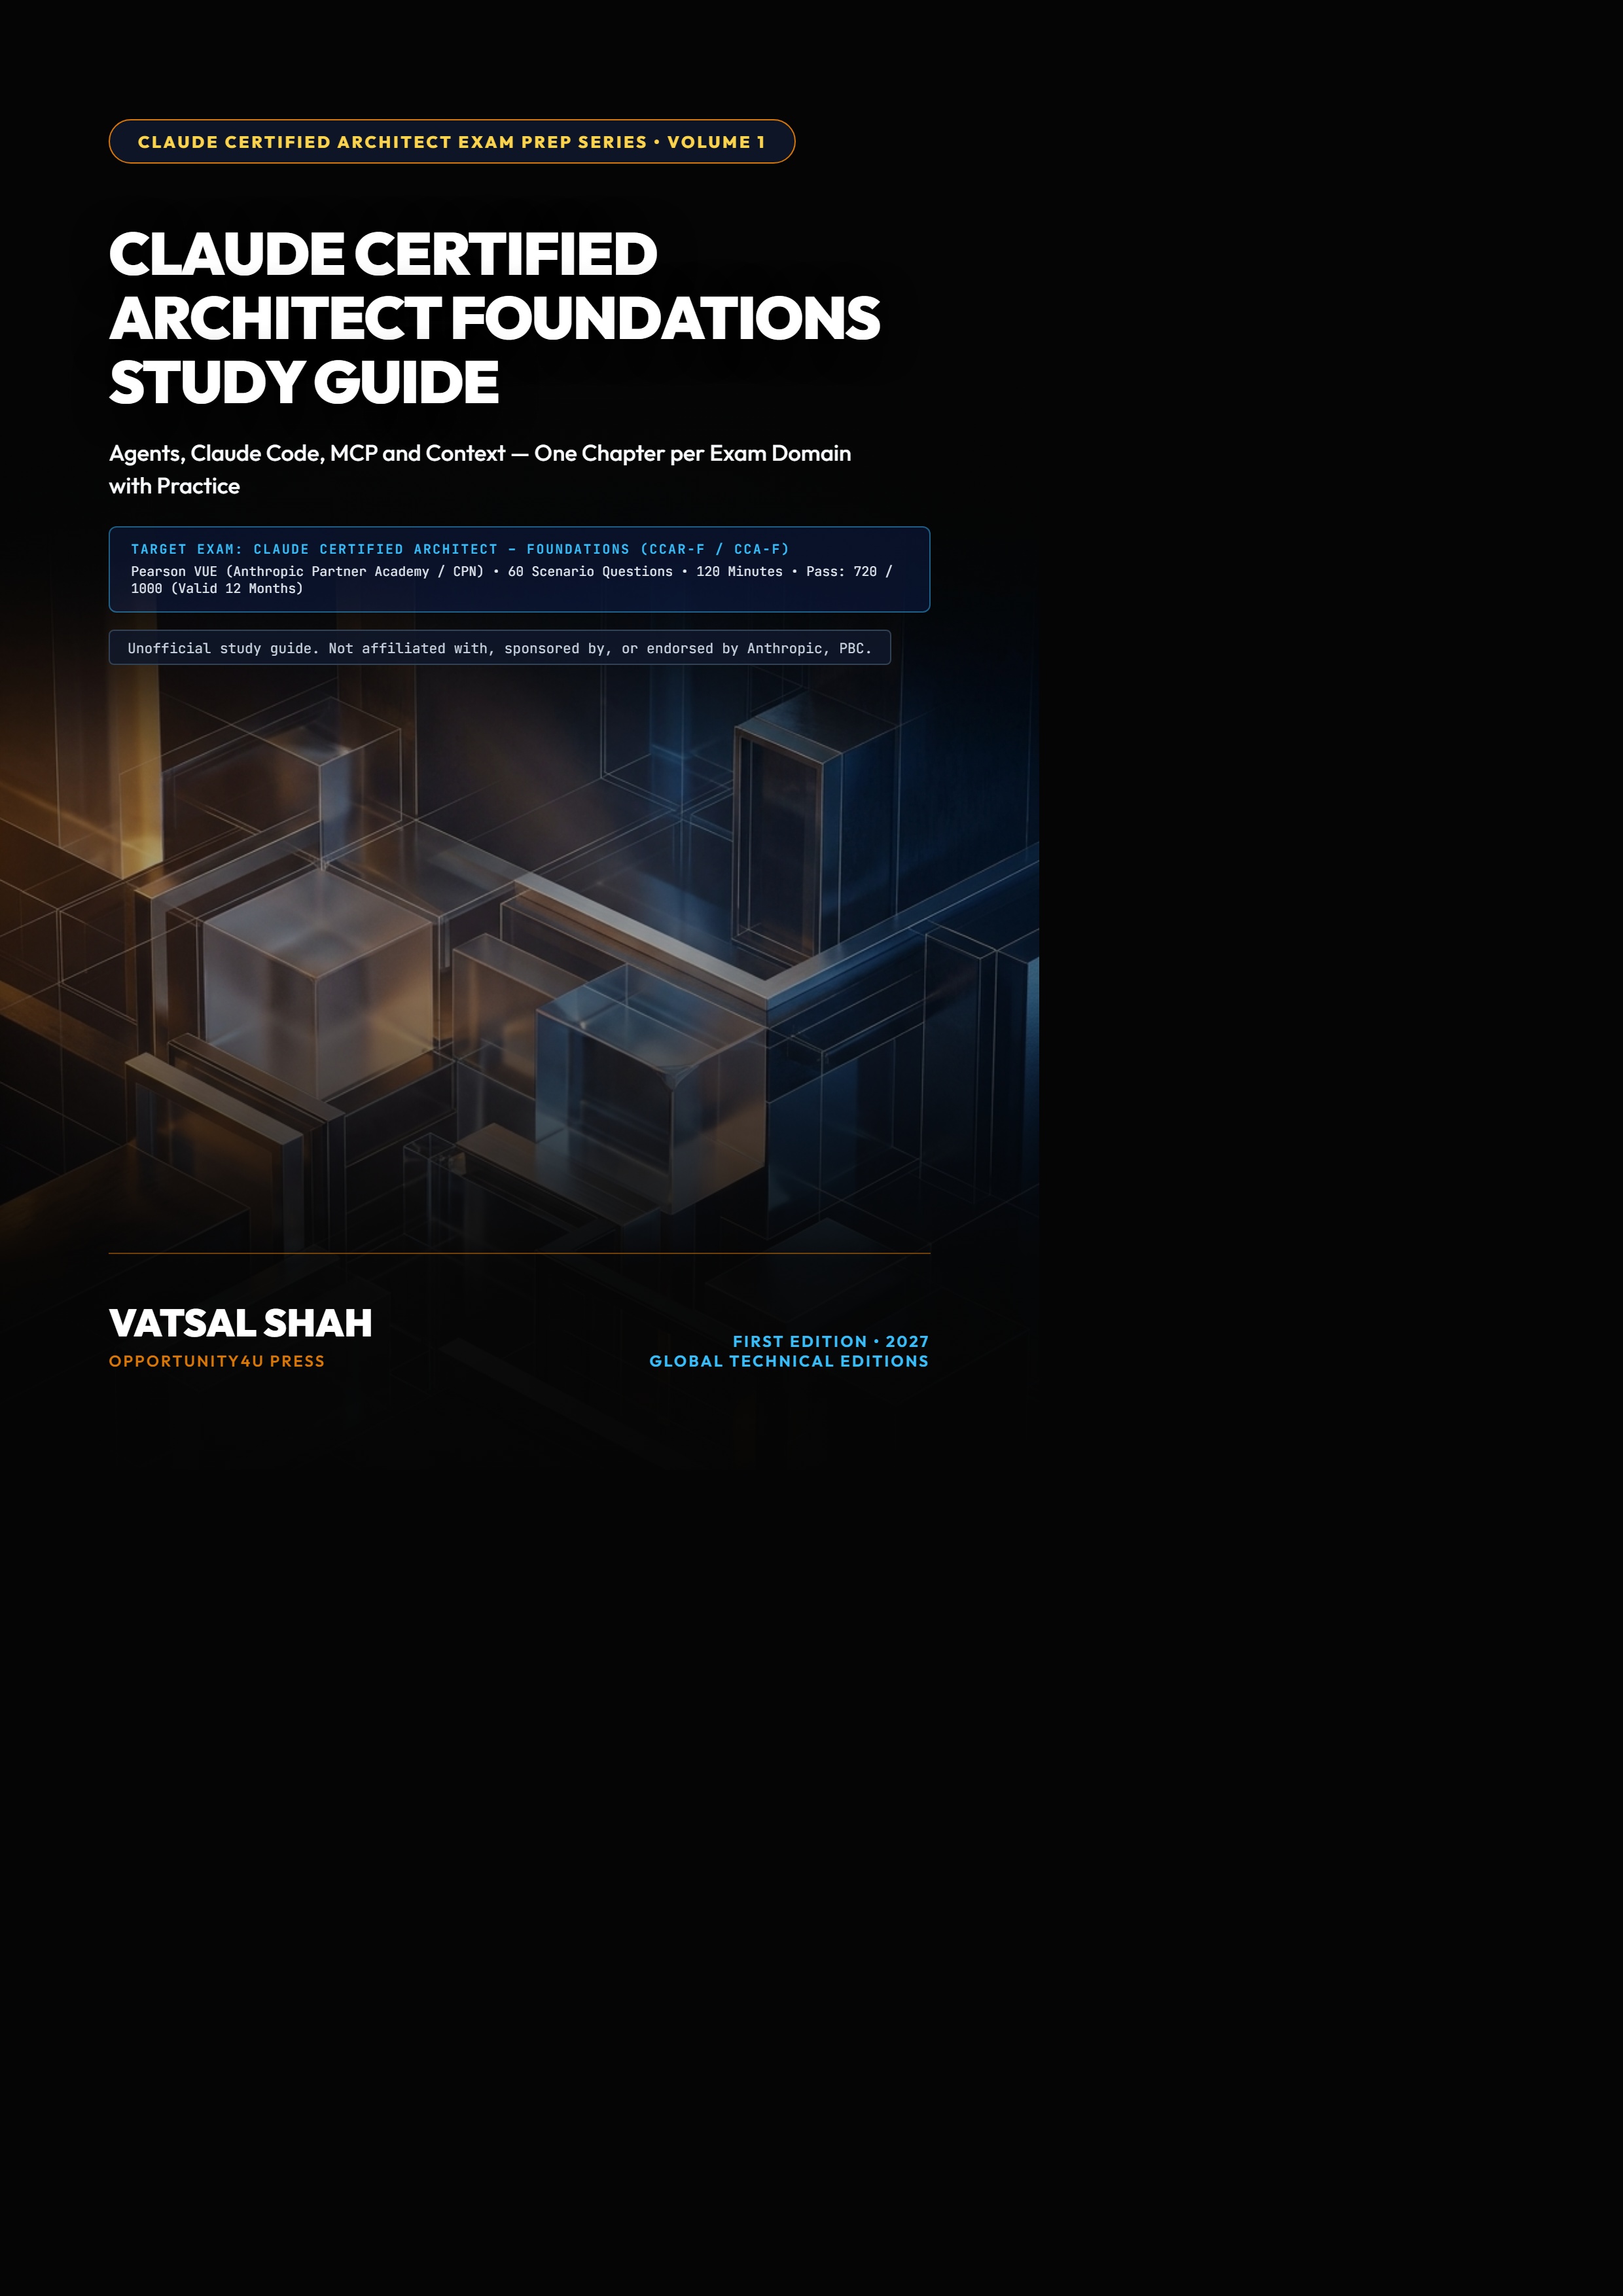 CLAUDE CERTIFIED ARCHITECT EXAM PREP SERIES • VOLUME 1
CLAUDE CERTIFIED
ARCHITECT FOUNDATIONS
STUDY GUIDE
Agents, Claude Code, MCP and Context — One Chapter per Exam Domain
with Practice
TARGET EXAM: CLAUDE CERTIFIED ARCHITECT – FOUNDATIONS (CCAR-F / CCA-F)
Pearson VUE (Anthropic Partner Academy / CPN) • 60 Scenario Questions • 120 Minutes • Pass: 720 /
1000 (Valid 12 Months)
Unofficial study guide. Not affiliated with, sponsored by, or endorsed by Anthropic, PBC.
VATSAL SHAH
OPPORTUNITY4U PRESS
FIRST EDITION • 2027
GLOBAL TECHNICAL EDITIONS